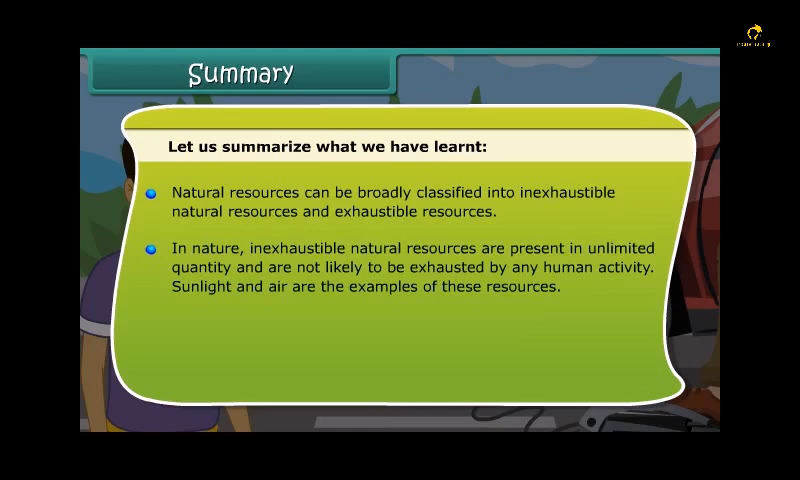 Summary
Let us summarize what we have learnt:
Natural resources can be broadly classified into inexhaustible
natural resources and exhaustible resources.
In nature, inexhaustible natural resources are present in unlimited
quantity and are not likely to be exhausted by any human activity.
Sunlight and air are the examples of these resources.